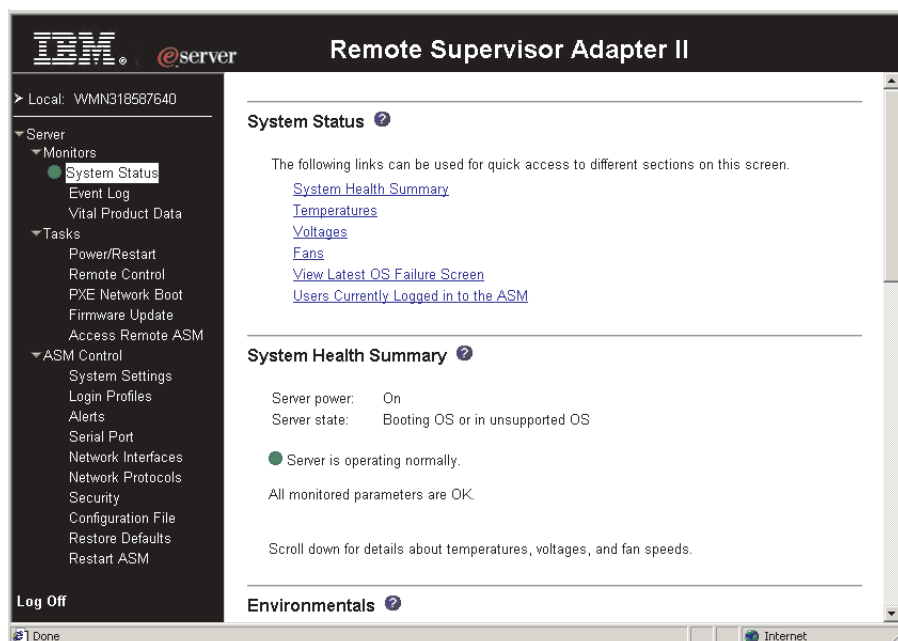 IBM® eserver Remote Supervisor Adapter II
Local: WMN318587640
Server
Monitors
System Status
Event Log
Vital Product Data
Tasks
Power/Restart
Remote Control
PXE Network Boot
Firmware Update
Access Remote ASM
ASM Control
System Settings
Login Profiles
Alerts
Serial Port
Network Interfaces
Network Protocols
Security
Configuration File
Restore Defaults
Restart ASM
Log Off
System Status ?
The following links can be used for quick access to different sections on this screen.
System Health Summary
Temperatures
Voltages
Fans
View Latest OS Failure Screen
Users Currently Logged in to the ASM
System Health Summary ?
Server power: On
Server state: Booting OS or in unsupported OS
Server is operating normally.
All monitored parameters are OK.
Scroll down for details about temperatures, voltages, and fan speeds.
Environmentals ?
Done
Internet